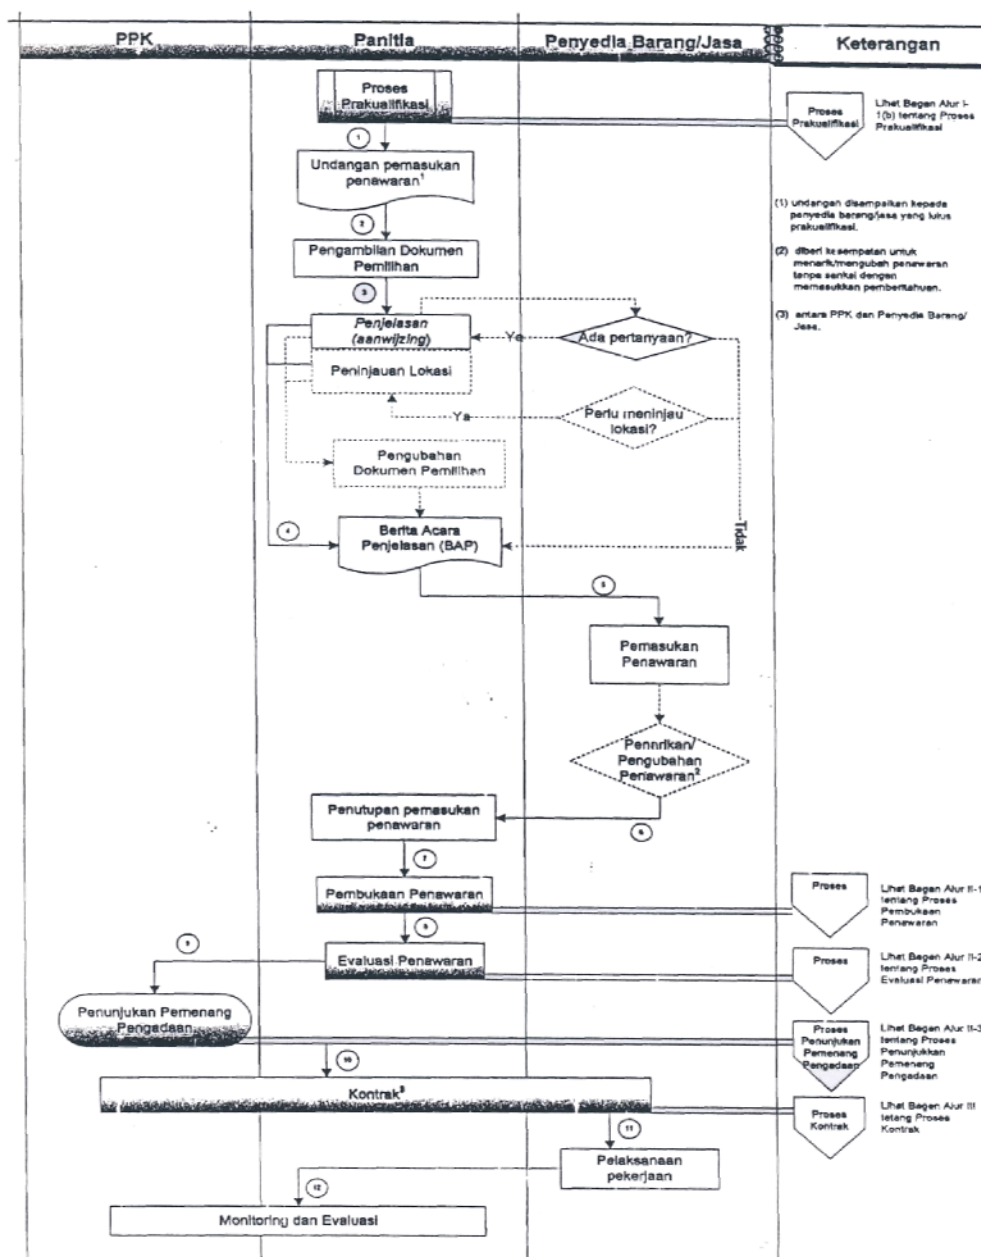 PPK
Panitia
Penyedia Barang/Jasa
Keterangan
Proses
Prakualifikasi
Proses
Prakualifikasi
Lihat Bagan Alur I-
1(b) tentang Proses
Prakualifikasi
1
Undangan pemasukan
penawaran¹
2
Pengambilan Dokumen
Pemilihan
3
(1) undangan disampaikan kepada
penyedia barang/jasa yang lulus
prakualifikasi.
(2) diberi kesempatan untuk
menarik/mengubah penawaran
tanpa sanksi dengan
memasukkan pemberitahuan.
(3) antara PPK dan Penyedia Barang/
Jasa.
Penjelasan
(aanwijzing)
Ya
Ada pertanyaan?
Peninjauan Lokasi
Ya
Perlu meninjau
lokasi?
Pengubahan
Dokumen Pemilihan
Tidak
4
Berita Acara
Penjelasan (BAP)
5
Pemasukan
Penawaran
Penarikan/
Pengubahan
Penawaran²
Penutupan pemasukan
penawaran
6
7
Pembukaan Penawaran
Proses
Lihat Bagan Alur II-1
tentang Proses
Pembukaan
Penawaran
8
9
Evaluasi Penawaran
Proses
Lihat Bagan Alur II-2
tentang Proses
Evaluasi Penawaran
Penunjukan Pemenang
Pengadaan
Proses
Penunjukan
Pemenang
Pengadaan
Lihat Bagan Alur II-3
tentang Proses
Penunjukkan
Pemenang
Pengadaan
10
Kontrak³
Proses
Kontrak
Lihat Bagan Alur III
tetang Proses
Kontrak
11
Pelaksanaan
pekerjaan
12
Monitoring dan Evaluasi